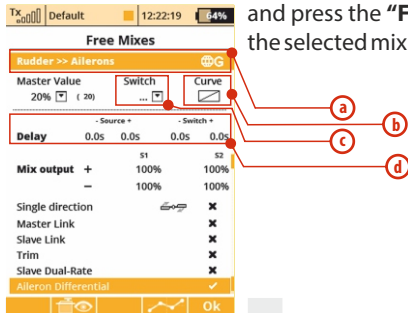 Tx Default 12:22:19 64%
Free Mixes
Rudder >> Ailerons G
Master Value Switch Curve
20% ( 20) ...
- Source + - Switch +
Delay 0.0s 0.0s 0.0s 0.0s
S1 S2
Mix output + 100% 100%
− 100% 100%
Single direction ✖
Master Link ✖
Slave Link ✖
Trim ✖
Slave Dual-Rate ✖
Aileron Differential ✓
Ok
and press the “F
the selected mix
a
b
c
d